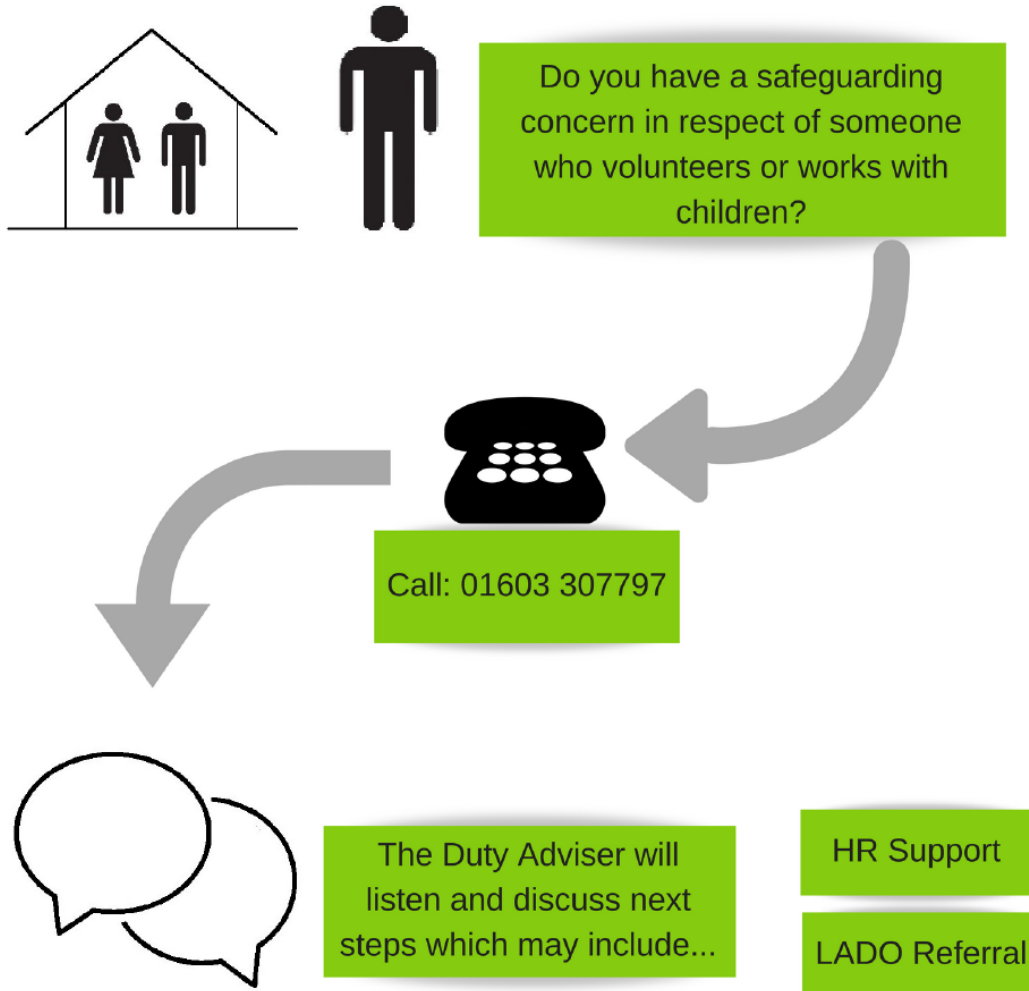 Do you have a safeguarding
concern in respect of someone
who volunteers or works with
children?
Call: 01603 307797
The Duty Adviser will
listen and discuss next
steps which may include...
HR Support
LADO Referral